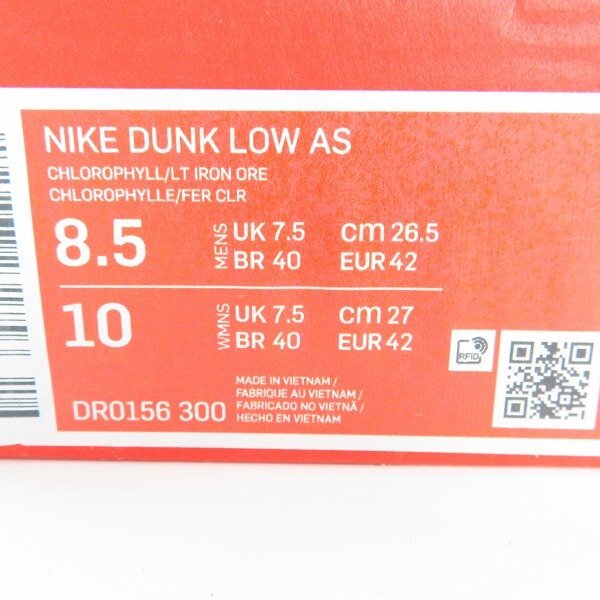 NIKE DUNK LOW AS
CHLOROPHYLL/LT IRON ORE
CHLOROPHYLLE/FER CLR
8.5 MENS UK 7.5 cm 26.5
BR 40 EUR 42
10 WMNS UK 7.5 cm 27
BR 40 EUR 42
RFID
DR0156 300
MADE IN VIETNAM /
FABRIQUE AU VIETNAM /
FABRICADO NO VIETNÃ /
HECHO EN VIETNAM